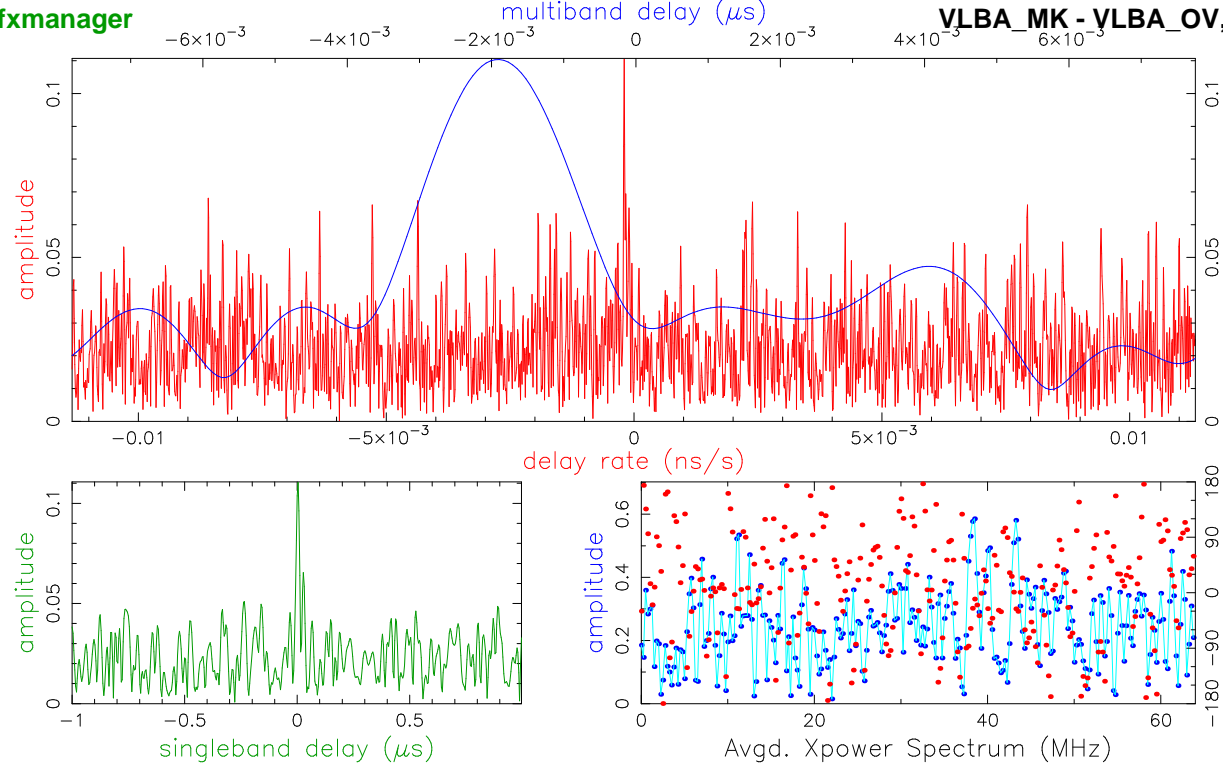 fxmanager
multiband delay (μs)
VLBA_MK - VLBA_OV,
−6×10⁻³ −4×10⁻³ −2×10⁻³ 0 2×10⁻³ 4×10⁻³ 6×10⁻³
amplitude
0 0.05 0.1
0 0.05 0.1
−0.01 −5×10⁻³ 0 5×10⁻³ 0.01
delay rate (ns/s)
amplitude
0 0.05 0.1
−1 −0.5 0 0.5
singleband delay (μs)
amplitude
0 0.2 0.4 0.6
−180 −90 0 90 180
0 20 40 60
Avgd. Xpower Spectrum (MHz)